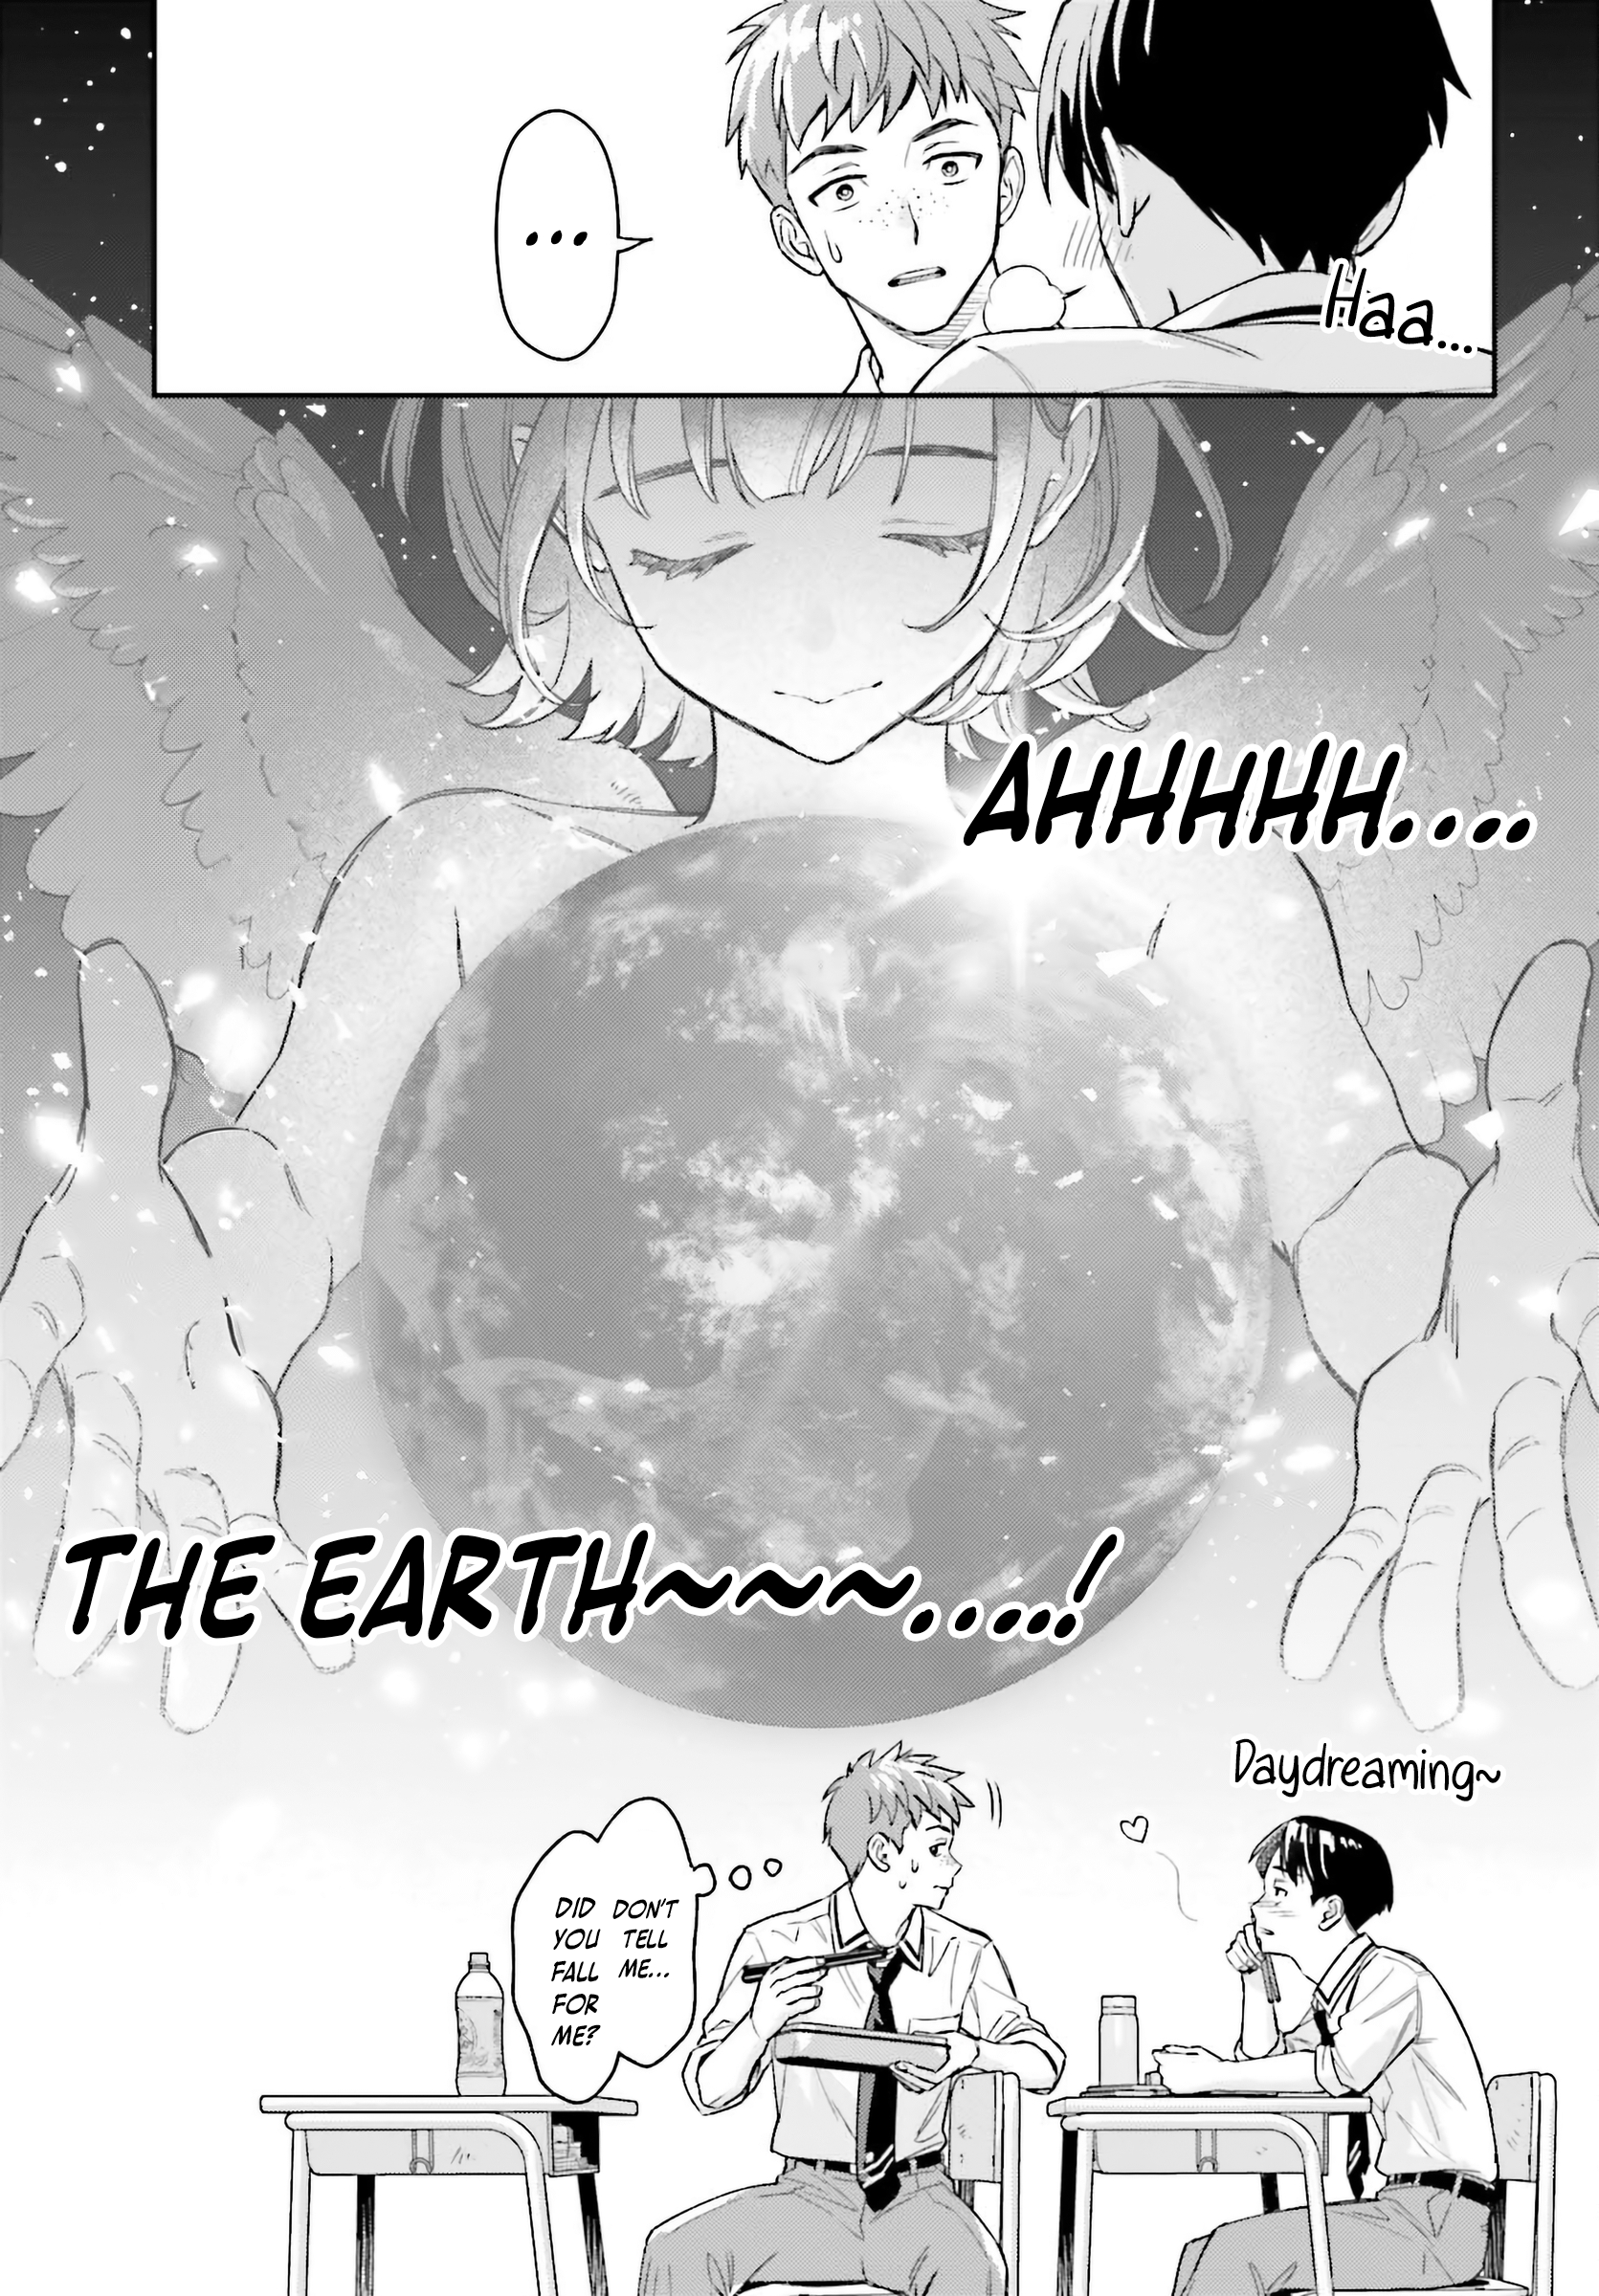 ...
Haa...
AHHHHH....
THE EARTH~~~.....!
Daydreaming~
DON'T
TELL
ME...
DID
YOU
FALL
FOR
ME?